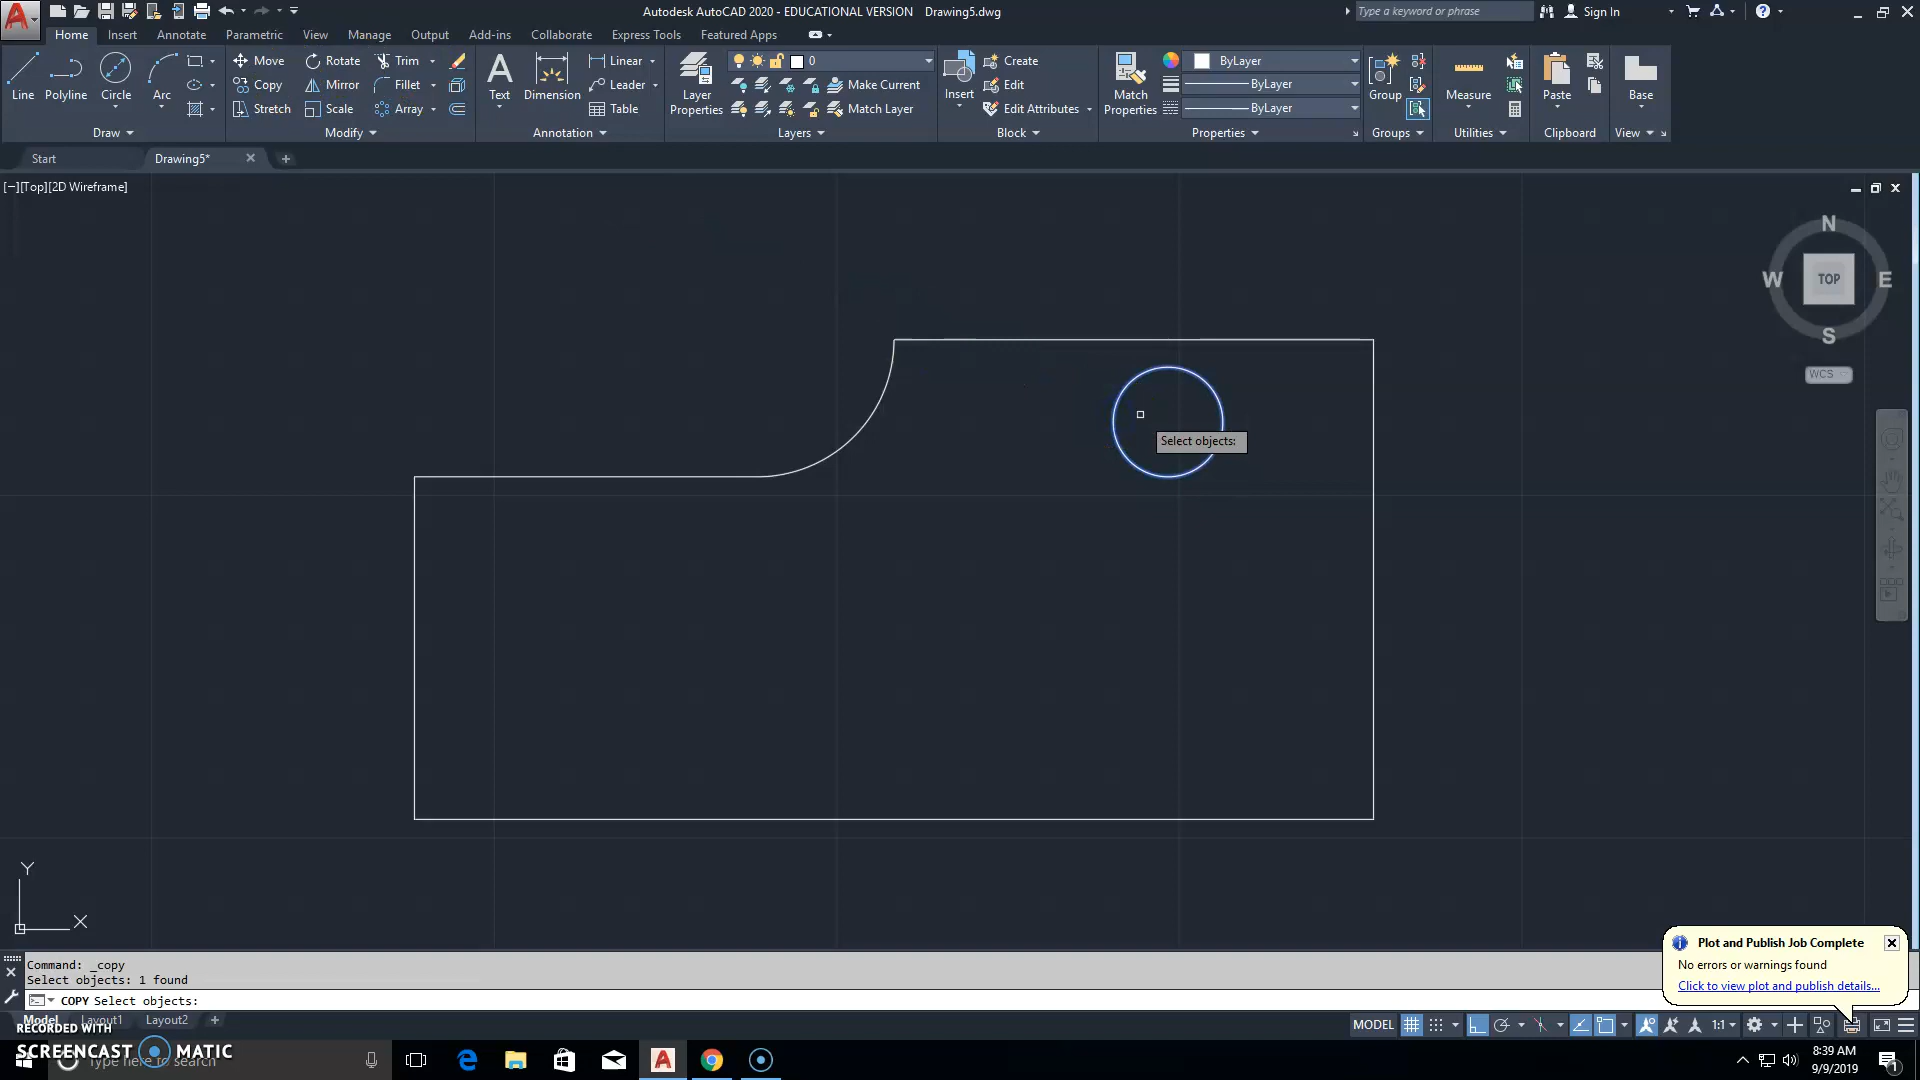 Autodesk AutoCAD 2020 - EDUCATIONAL VERSION Drawing5.dwg
Type a keyword or phrase
Sign In
Home Insert Annotate Parametric View Manage Output Add-ins Collaborate Express Tools Featured Apps
Line Polyline Circle Arc
Draw
Move Rotate Trim
Copy Mirror Fillet
Stretch Scale Array
Modify
Text Dimension
Linear
Leader
Table
Annotation
Layer Properties
0
Make Current
Match Layer
Layers
Insert
Create
Edit
Edit Attributes
Block
Match Properties
ByLayer
ByLayer
ByLayer
Properties
Group
Groups
Measure
Utilities
Paste
Clipboard
Base
View
Start Drawing5*
[−][Top][2D Wireframe]
N
W TOP E
S
WCS
Select objects:
Y
X
Command: _copy
Select objects: 1 found
COPY Select objects:
Plot and Publish Job Complete
No errors or warnings found
Click to view plot and publish details...
Model Layout1 Layout2
MODEL 1:1
RECORDED WITH
SCREENCAST MATIC
Type here to search
8:39 AM
9/9/2019
1